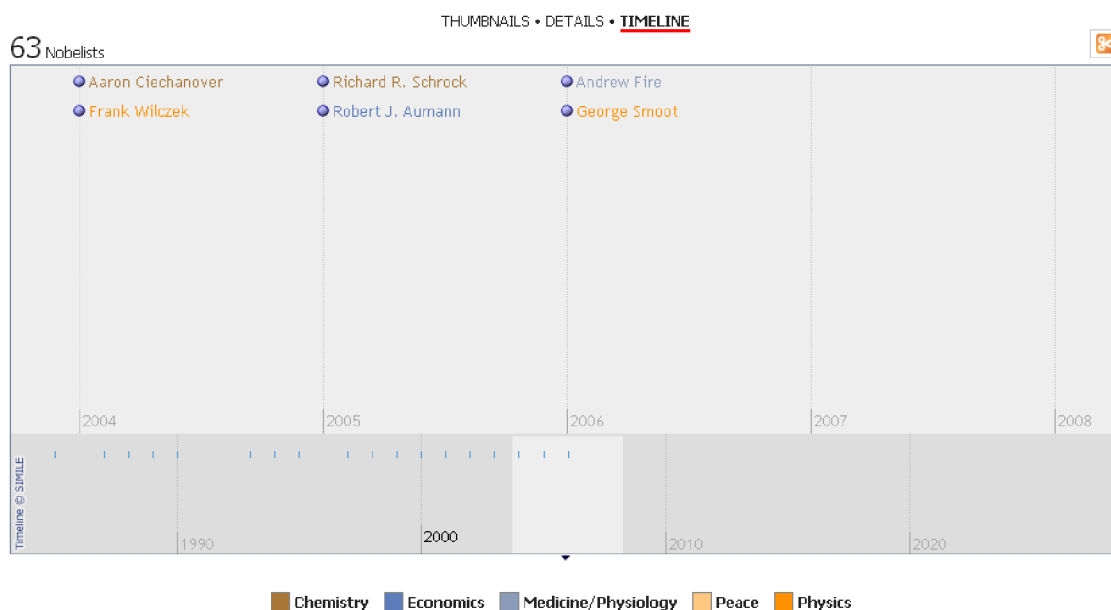 THUMBNAILS • DETAILS • TIMELINE
63 Nobelists
Aaron Ciechanover Richard R. Schrock Andrew Fire
Frank Wilczek Robert J. Aumann George Smoot
2004 2005 2006 2007 2008
Timeline © SIMILE
1990 2000 2010 2020
Chemistry Economics Medicine/Physiology Peace Physics